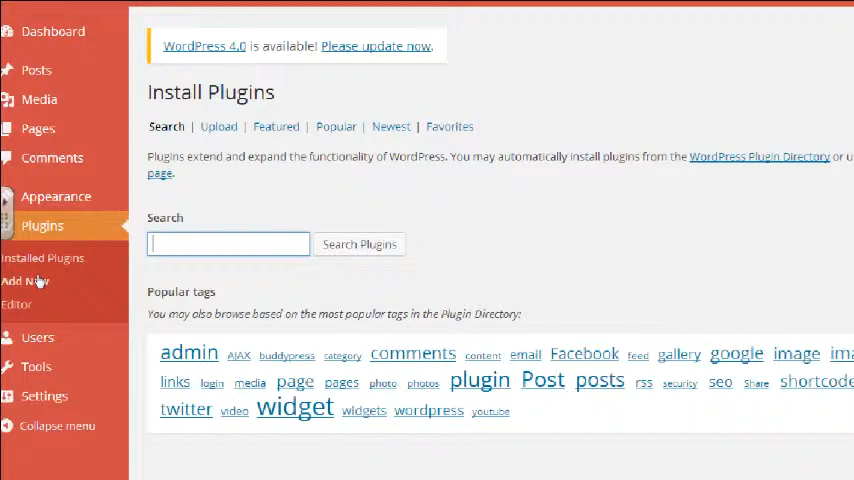 Dashboard
Posts
Media
Pages
Comments
Appearance
Plugins
Installed Plugins
Add New
Editor
Users
Tools
Settings
Collapse menu
WordPress 4.0 is available! Please update now.
Install Plugins
Search | Upload | Featured | Popular | Newest | Favorites
Plugins extend and expand the functionality of WordPress. You may automatically install plugins from the WordPress Plugin Directory or u
page.
Search
Search Plugins
Popular tags
You may also browse based on the most popular tags in the Plugin Directory:
admin AJAX buddypress category comments content email Facebook feed gallery google image ima
links login media page pages photo photos plugin Post posts rss security seo Share shortcode
twitter video widget widgets wordpress youtube